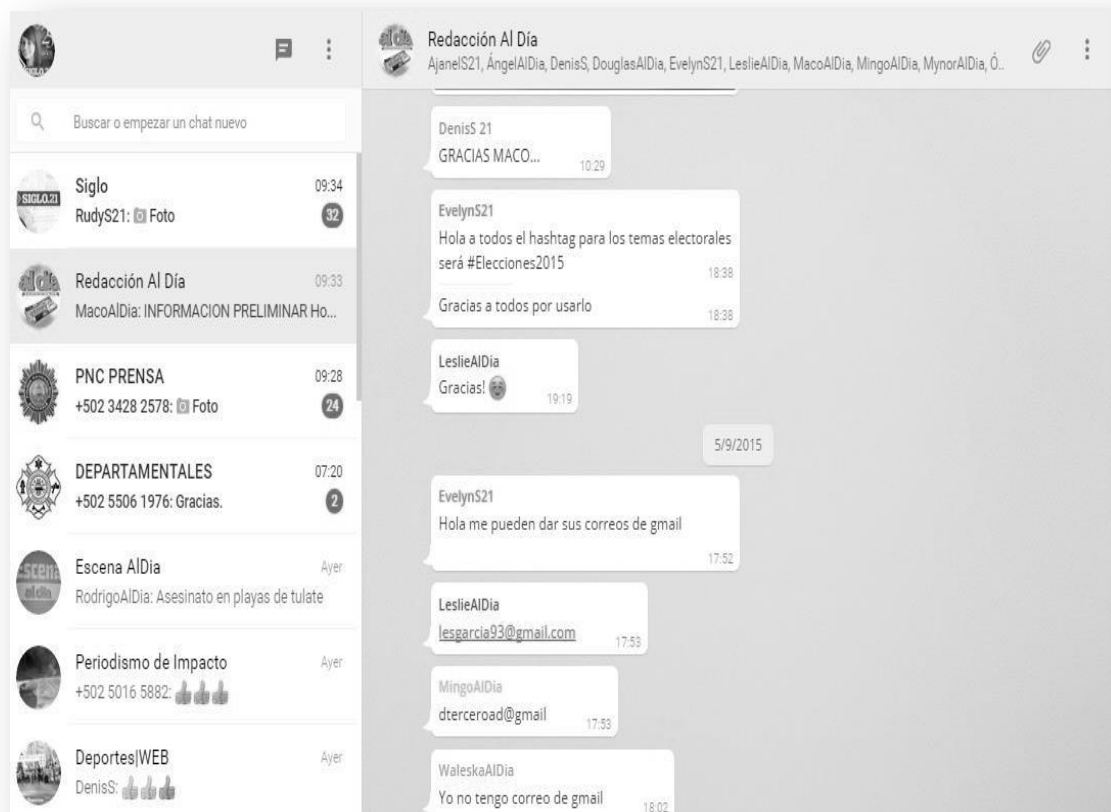 Buscar o empezar un chat nuevo
SIGLO.21
Siglo
09:34
RudyS21: Foto
32
al día
Redacción Al Día
09:33
MacoAlDia: INFORMACION PRELIMINAR Ho...
PNC PRENSA
09:28
+502 3428 2578: Foto
24
DEPARTAMENTALES
07:20
+502 5506 1976: Gracias.
2
Escena AlDia
Ayer
RodrigoAlDia: Asesinato en playas de tulate
Periodismo de Impacto
Ayer
+502 5016 5882:
Deportes|WEB
Ayer
DenisS:
al día
Redacción Al Día
AjanelS21, ÁngelAlDia, DenisS, DouglasAlDia, EvelynS21, LeslieAlDia, MacoAlDia, MingoAlDia, MynorAlDia, Ó..
DenisS 21
GRACIAS MACO...
10:29
EvelynS21
Hola a todos el hashtag para los temas electorales
será #Elecciones2015
18:38
Gracias a todos por usarlo
18:38
LeslieAlDia
Gracias!
19:19
5/9/2015
EvelynS21
Hola me pueden dar sus correos de gmail
17:52
LeslieAlDia
lesgarcia93@gmail.com
17:53
MingoAlDia
dterceroad@gmail
17:53
WaleskaAlDia
Yo no tengo correo de gmail
18:02